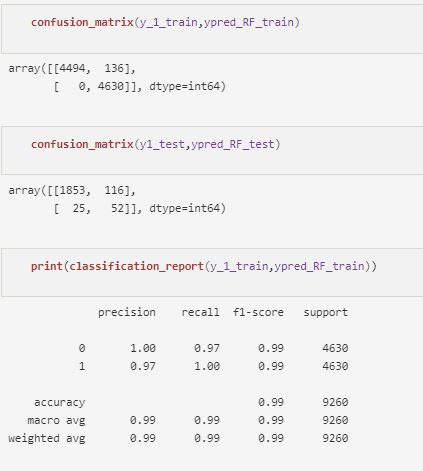 confusion_matrix(y_1_train,ypred_RF_train)
array([[4494, 136],
[ 0, 4630]], dtype=int64)
confusion_matrix(y1_test,ypred_RF_test)
array([[1853, 116],
[ 25, 52]], dtype=int64)
print(classification_report(y_1_train,ypred_RF_train))
precision recall f1-score support
0 1.00 0.97 0.99 4630
1 0.97 1.00 0.99 4630
accuracy 0.99 9260
macro avg 0.99 0.99 0.99 9260
weighted avg 0.99 0.99 0.99 9260